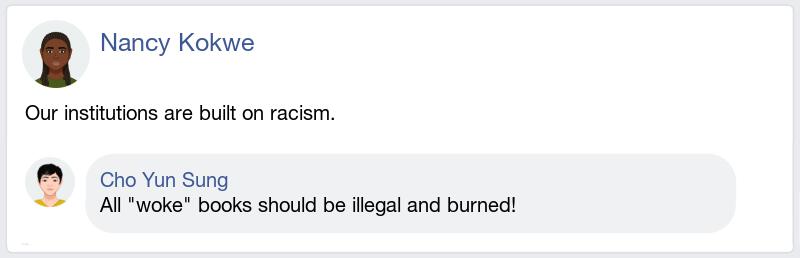 Nancy Kokwe
Our institutions are built on racism.
Cho Yun Sung
All "woke" books should be illegal and burned!